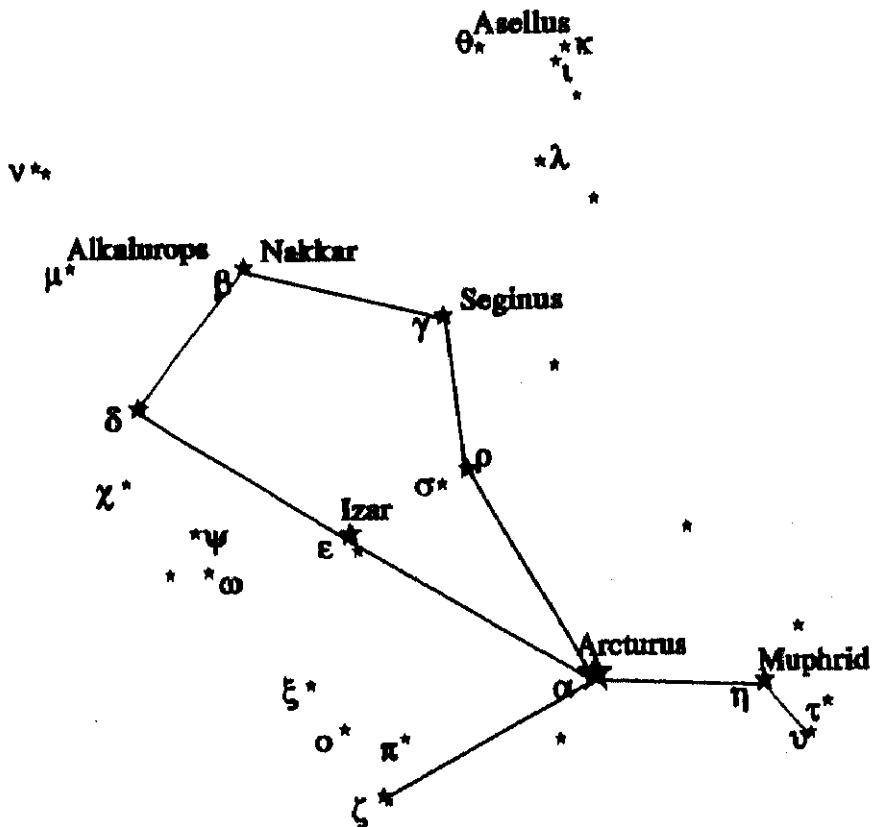 Asellus
θ κ
ι
λ
ν
Alkalurops Nakkar
μ β
Seginus
γ
δ
ρ
χ σ
Izar
ψ ε
ω
Arcturus
Muphrid
ξ α η
τ
ο π υ
ζ